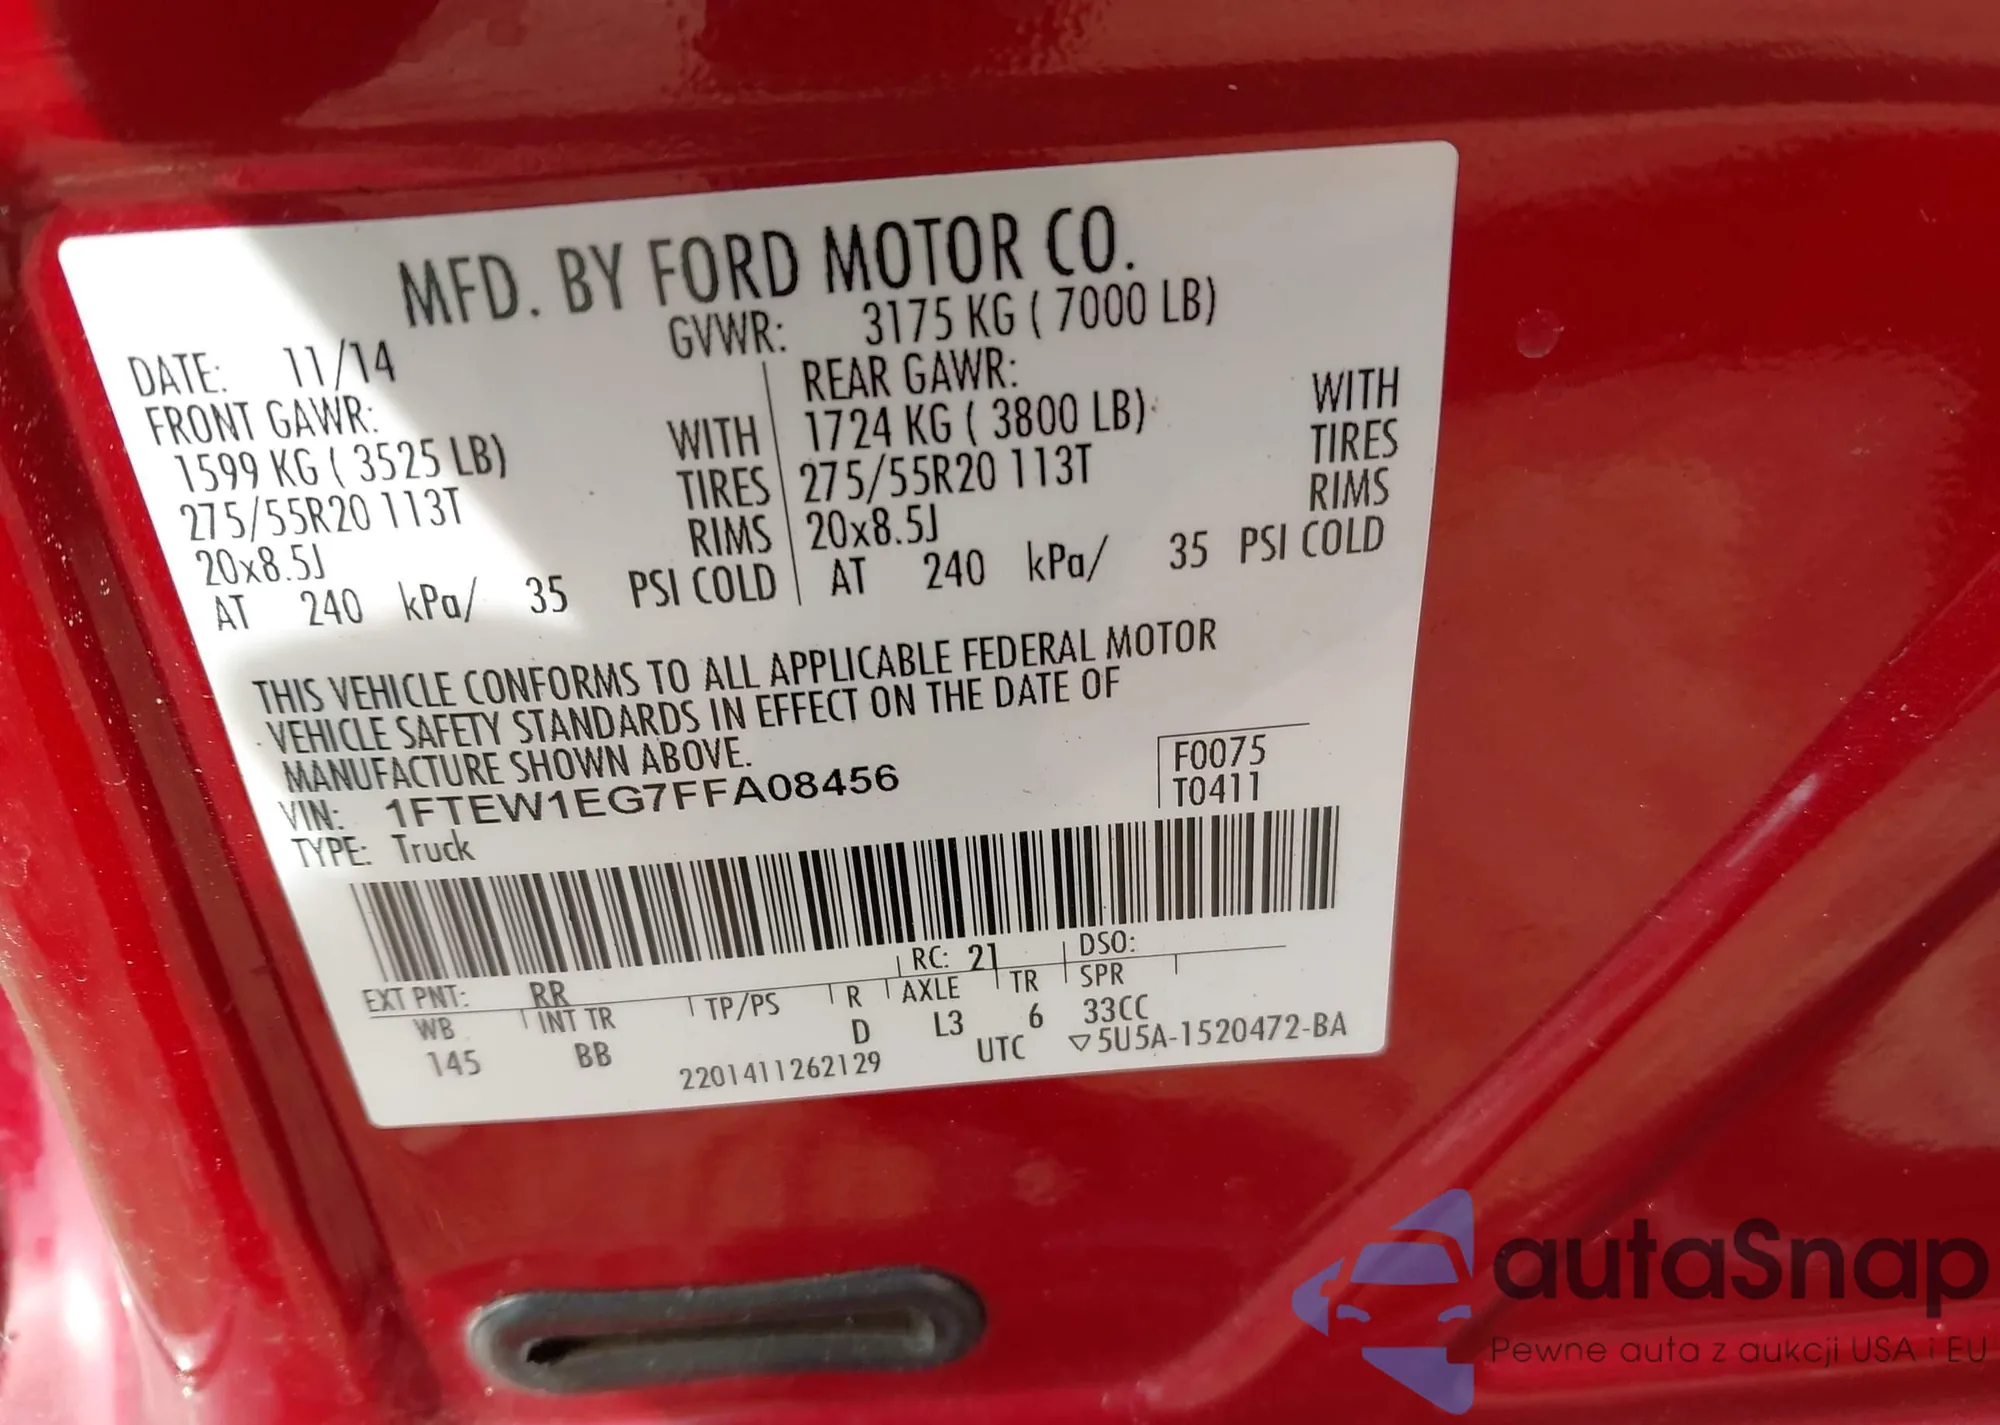 MFD. BY FORD MOTOR CO.
DATE: 11/14 GVWR: 3175 KG ( 7000 LB)
FRONT GAWR: REAR GAWR:
1599 KG ( 3525 LB) WITH 1724 KG ( 3800 LB) WITH
275/55R20 113T TIRES 275/55R20 113T TIRES
20x8.5J RIMS 20x8.5J RIMS
AT 240 kPa/ 35 PSI COLD AT 240 kPa/ 35 PSI COLD
THIS VEHICLE CONFORMS TO ALL APPLICABLE FEDERAL MOTOR
VEHICLE SAFETY STANDARDS IN EFFECT ON THE DATE OF
MANUFACTURE SHOWN ABOVE.
VIN: 1FTEW1EG7FFA08456 F0075
TYPE: Truck T0411
EXT PNT: RR RC: 21 DSO:
WB INT TR TP/PS R AXLE TR SPR
145 BB D L3 6 33CC
2201411262129 UTC ▽5U5A-1520472-BA
autaSnap
Pewne auta z aukcji USA i EU